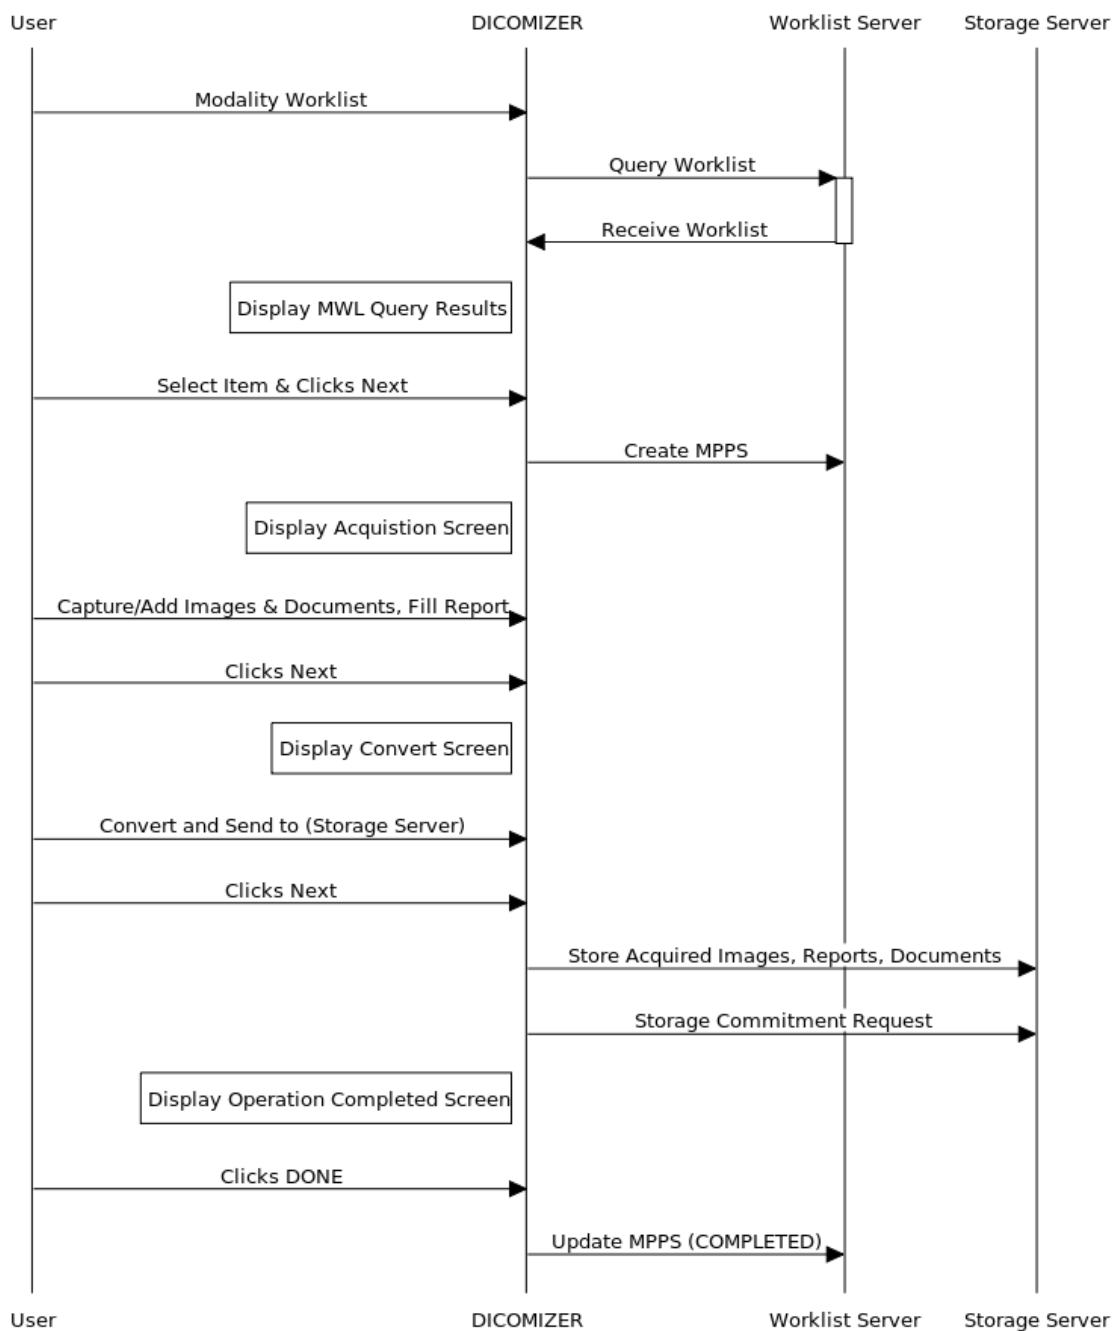 User DICOMIZER Worklist Server Storage Server
Modality Worklist
Query Worklist
Receive Worklist
Display MWL Query Results
Select Item & Clicks Next
Create MPPS
Display Acquistion Screen
Capture/Add Images & Documents, Fill Report
Clicks Next
Display Convert Screen
Convert and Send to (Storage Server)
Clicks Next
Store Acquired Images, Reports, Documents
Storage Commitment Request
Display Operation Completed Screen
Clicks DONE
Update MPPS (COMPLETED)
User DICOMIZER Worklist Server Storage Server